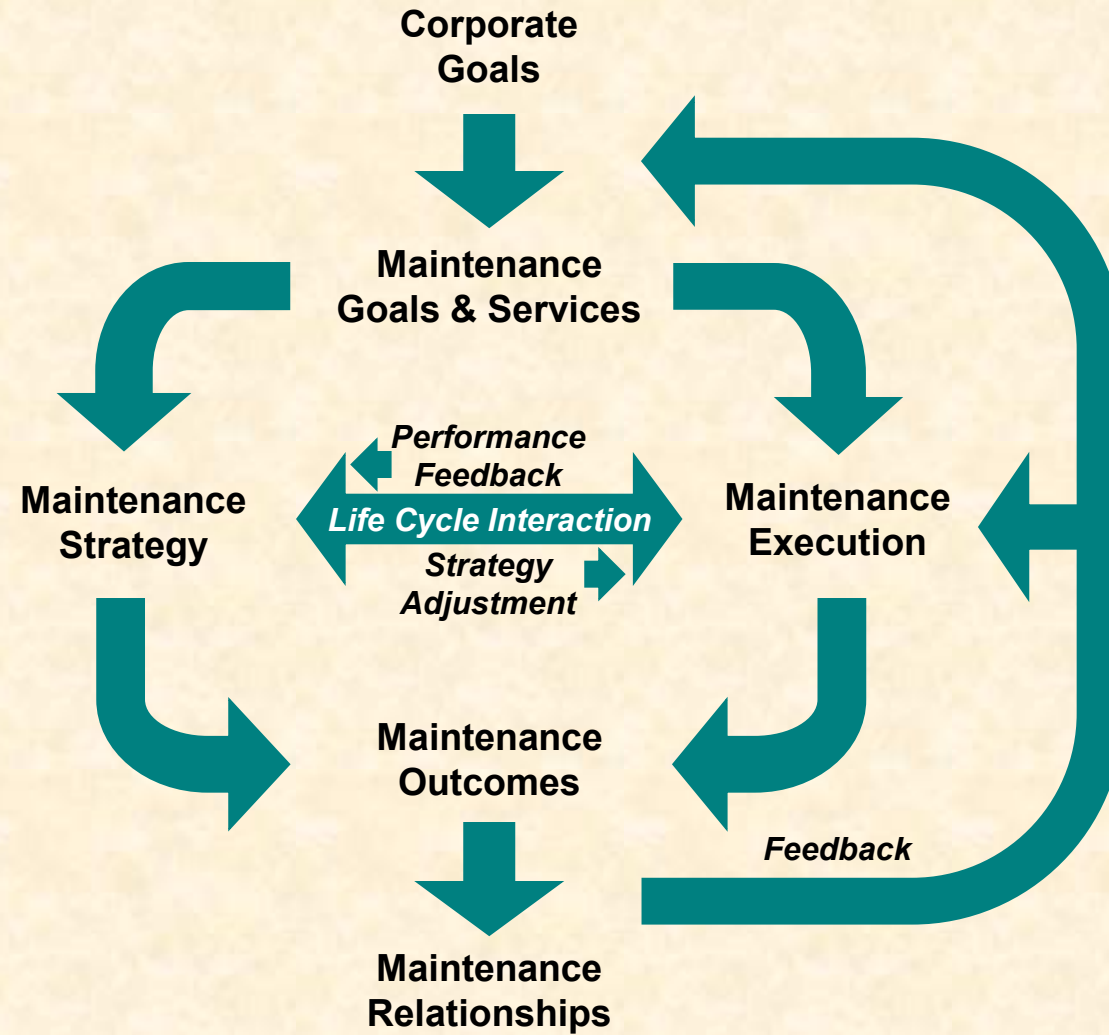 Corporate
Goals
Maintenance
Goals & Services
Performance
Feedback
Maintenance
Strategy
Life Cycle Interaction
Maintenance
Execution
Strategy
Adjustment
Maintenance
Outcomes
Feedback
Maintenance
Relationships